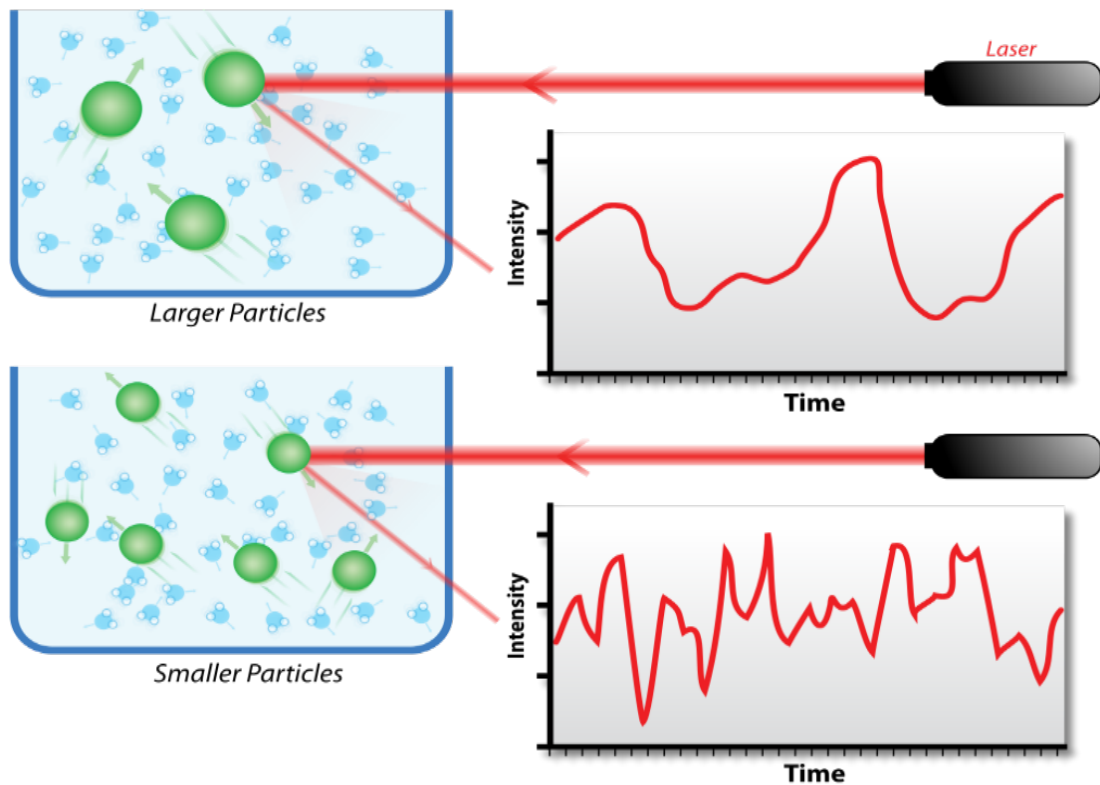 Laser
Intensity
Time
Larger Particles
Intensity
Time
Smaller Particles